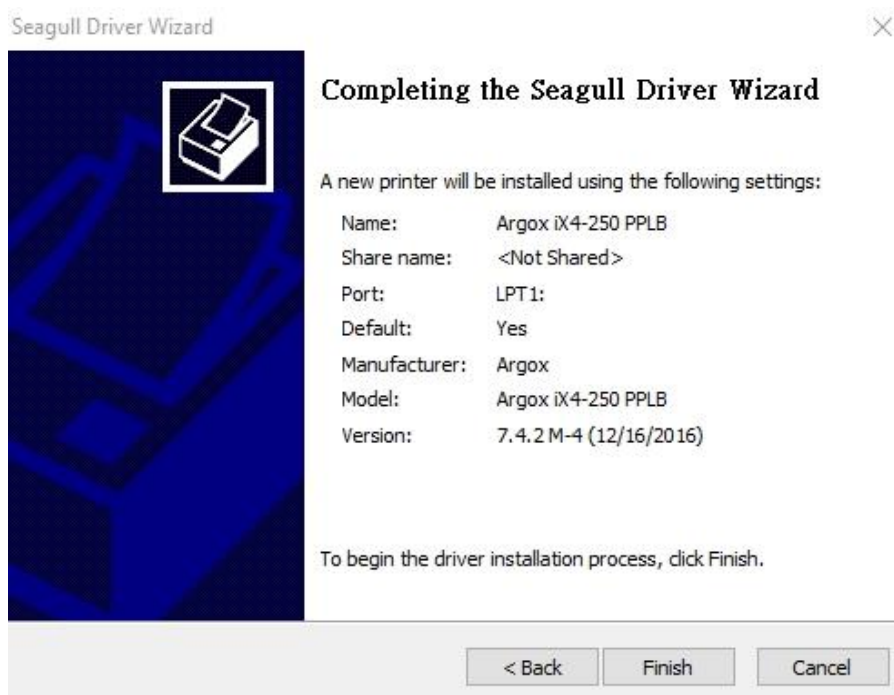 Seagull Driver Wizard
Completing the Seagull Driver Wizard
A new printer will be installed using the following settings:
Name: Argox iX4-250 PPLB
Share name: <Not Shared>
Port: LPT1:
Default: Yes
Manufacturer: Argox
Model: Argox iX4-250 PPLB
Version: 7.4.2 M-4 (12/16/2016)
To begin the driver installation process, click Finish.
< Back Finish Cancel